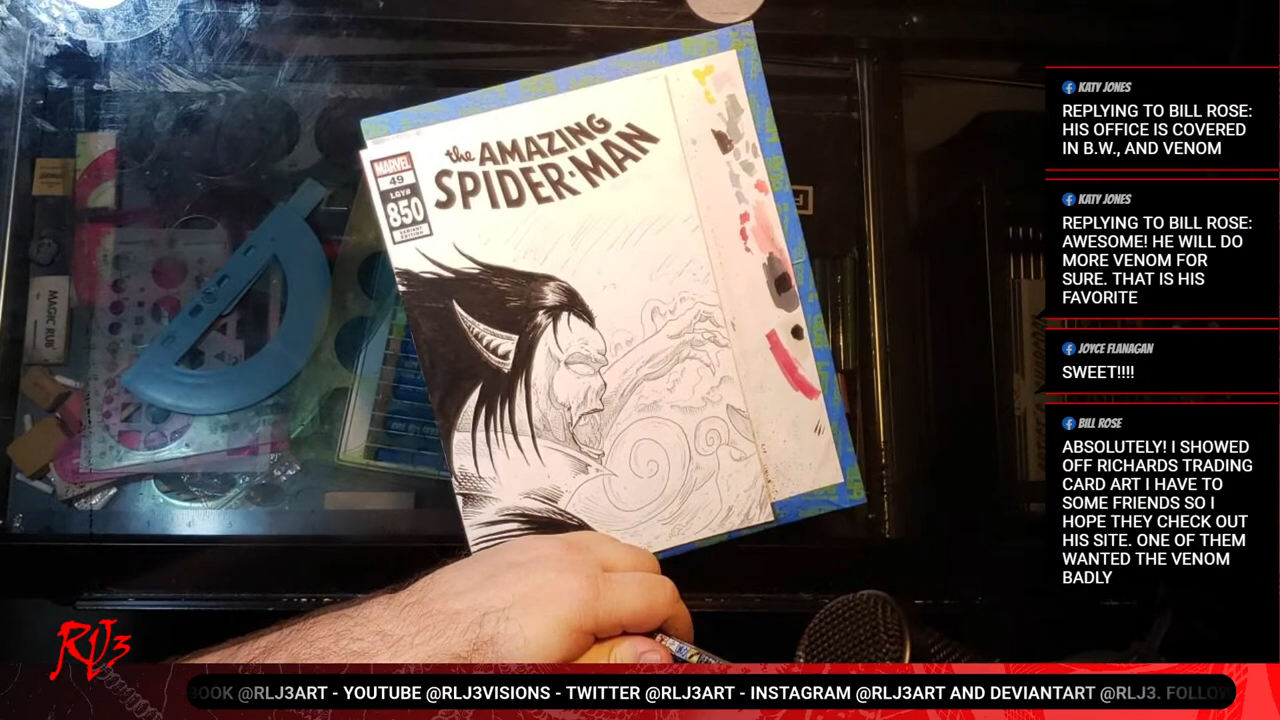 the AMAZING
SPIDER-MAN
MARVEL
49
LGY#
850
VARIANT
EDITION
MAGIC RUB
KATY JONES
REPLYING TO BILL ROSE:
HIS OFFICE IS COVERED
IN B.W., AND VENOM
KATY JONES
REPLYING TO BILL ROSE:
AWESOME! HE WILL DO
MORE VENOM FOR
SURE. THAT IS HIS
FAVORITE
JOYCE FLANAGAN
SWEET!!!!
BILL ROSE
ABSOLUTELY! I SHOWED
OFF RICHARDS TRADING
CARD ART I HAVE TO
SOME FRIENDS SO I
HOPE THEY CHECK OUT
HIS SITE. ONE OF THEM
WANTED THE VENOM
BADLY
RLJ3
OOK @RLJ3ART - YOUTUBE @RLJ3VISIONS - TWITTER @RLJ3ART - INSTAGRAM @RLJ3ART AND DEVIANTART @RLJ3. FOLLOW